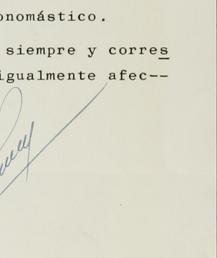 onomástico.
siempre y corres
igualmente afec--